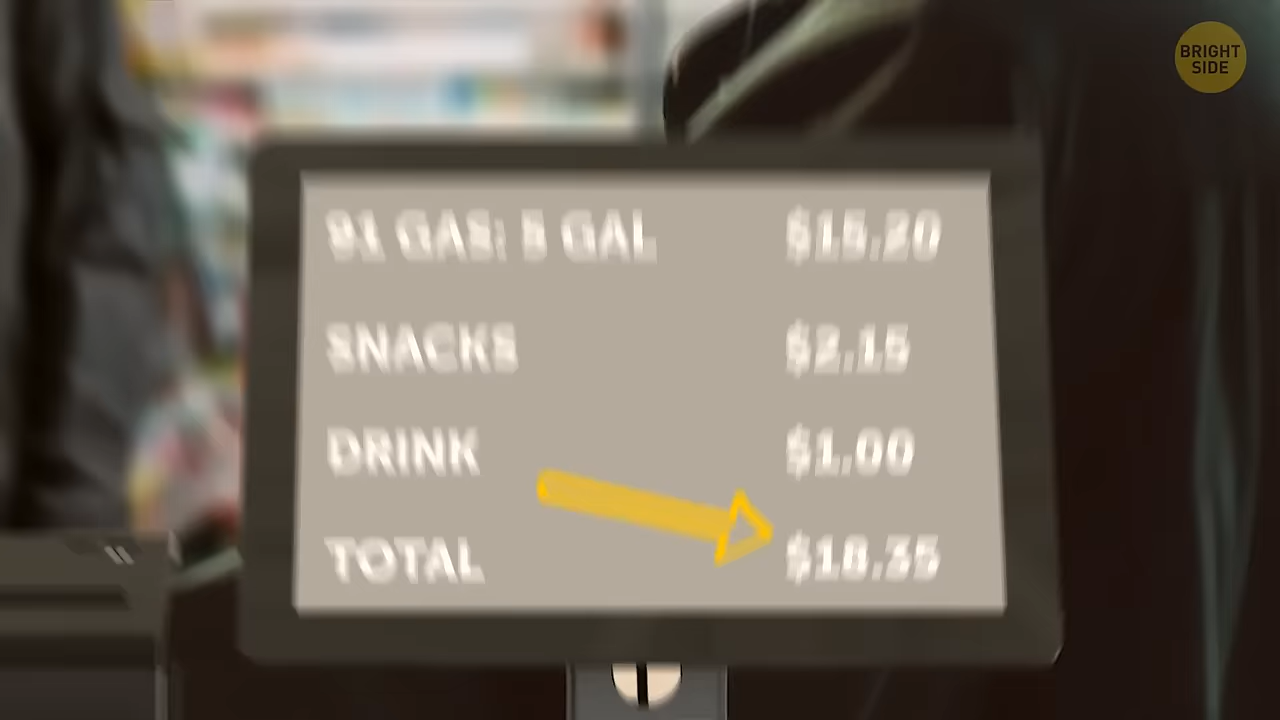 BRIGHT
SIDE
91 GAS: 5 GAL $15.20
SNACKS $2.15
DRINK $1.00
TOTAL $18.35